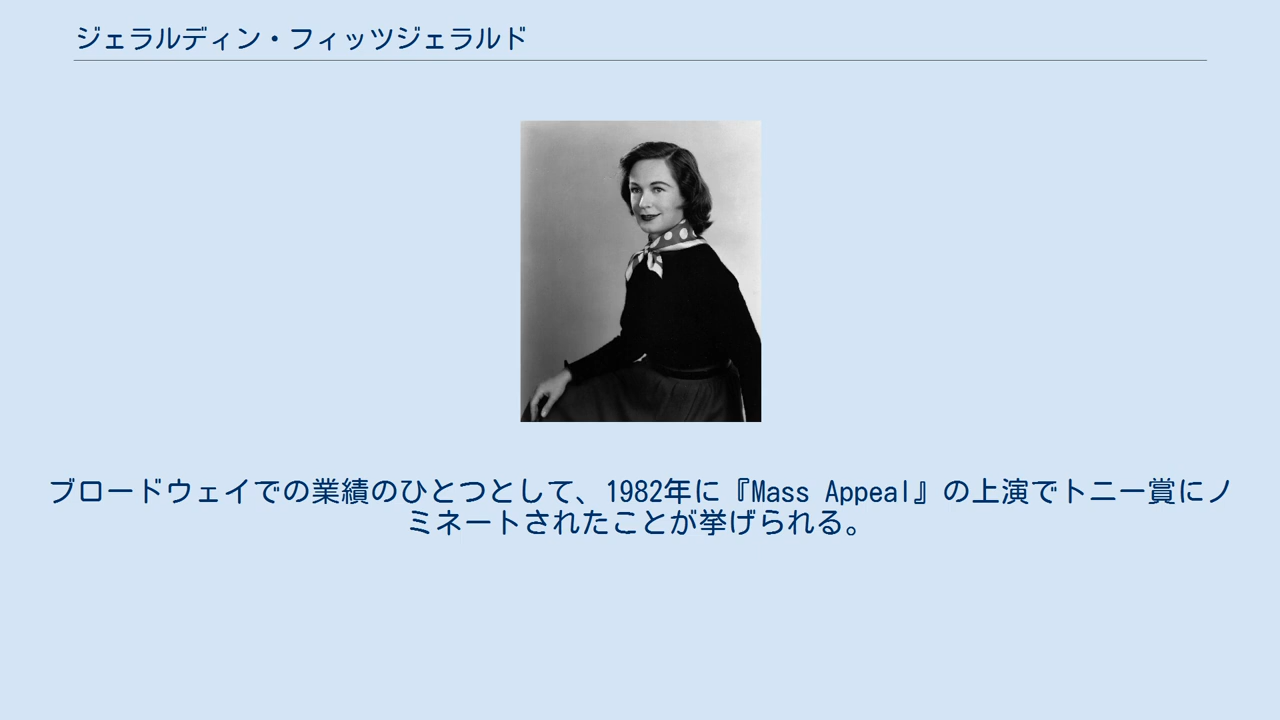 ジェラルディン・フィッツジェラルド
ブロードウェイでの業績のひとつとして、1982年に『Mass Appeal』の上演でトニー賞にノ
ミネートされたことが挙げられる。